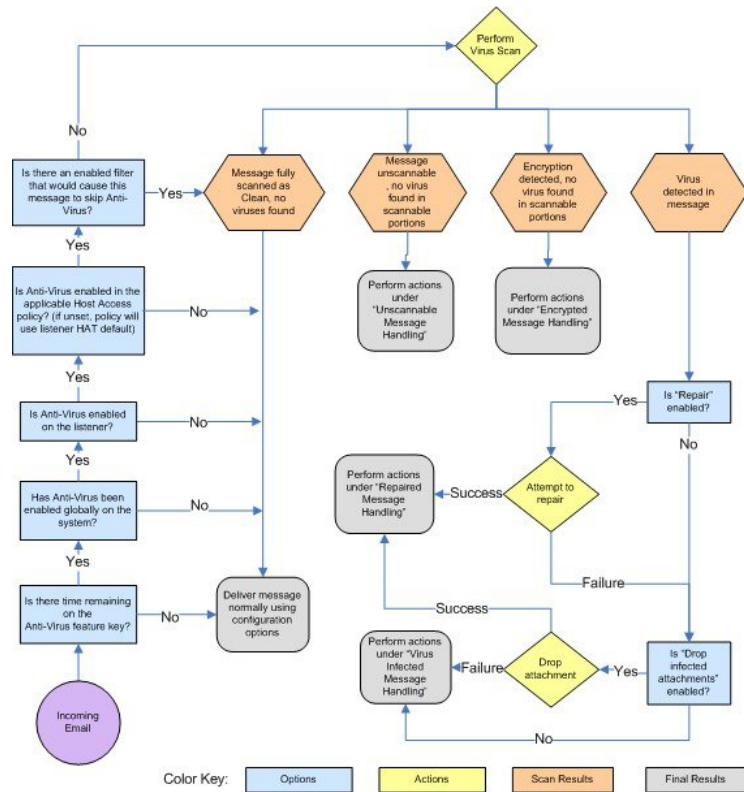 Perform
Virus Scan
No
Is there an enabled filter
that would cause this
message to skip Anti-
Virus?
Yes
Message fully
scanned as
Clean, no
viruses found
Message
unscannable
, no virus
found in
scannable
portions
Encryption
detected, no
virus found
in scannable
portions
Virus
detected in
message
Yes
Is Anti-Virus enabled in the
applicable Host Access
policy? (if unset, policy will
use listener HAT default)
No
Perform actions
under
“Unscannable
Message
Handling”
Perform actions
under “Encrypted
Message Handling”
Yes
Is Anti-Virus enabled
on the listener?
No
Is “Repair”
enabled?
Yes
No
Yes
Has Anti-Virus been
enabled globally on the
system?
No
Perform actions
under “Repaired
Message
Handling”
Success
Attempt to
repair
Failure
Yes
Is there time remaining
on the
Anti-Virus feature key?
No
Deliver message
normally using
configuration
options
Success
Perform actions
under “Virus
Infected
Message
Handling”
Failure
Drop
attachment
Yes
Is “Drop
infected
attachments”
enabled?
No
Incoming
Email
Color Key:
Options
Actions
Scan Results
Final Results